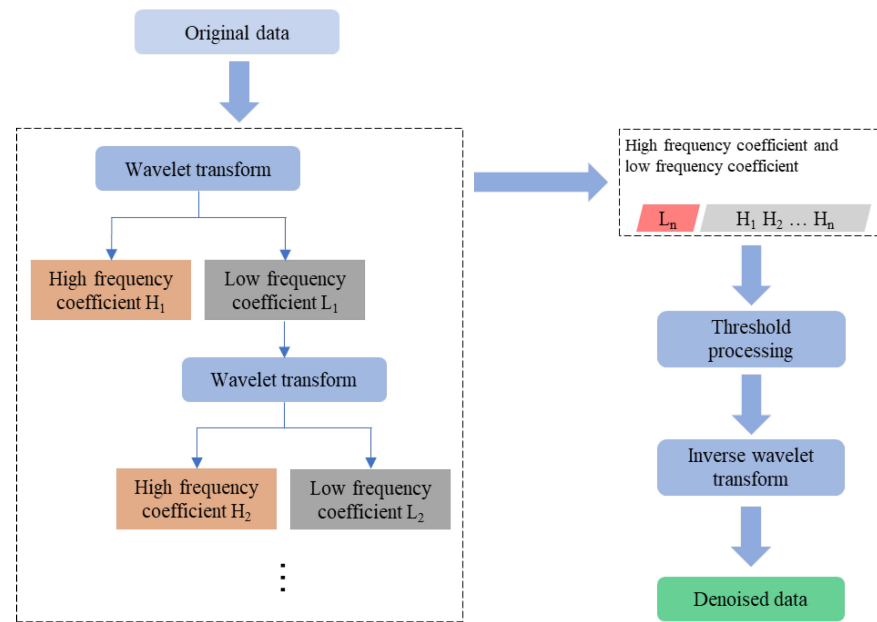 Original data
Wavelet transform
High frequency
coefficient H₁
Low frequency
coefficient L₁
Wavelet transform
High frequency
coefficient H₂
Low frequency
coefficient L₂
⋮
High frequency coefficient and
low frequency coefficient
Lₙ
H₁ H₂ … Hₙ
Threshold
processing
Inverse wavelet
transform
Denoised data